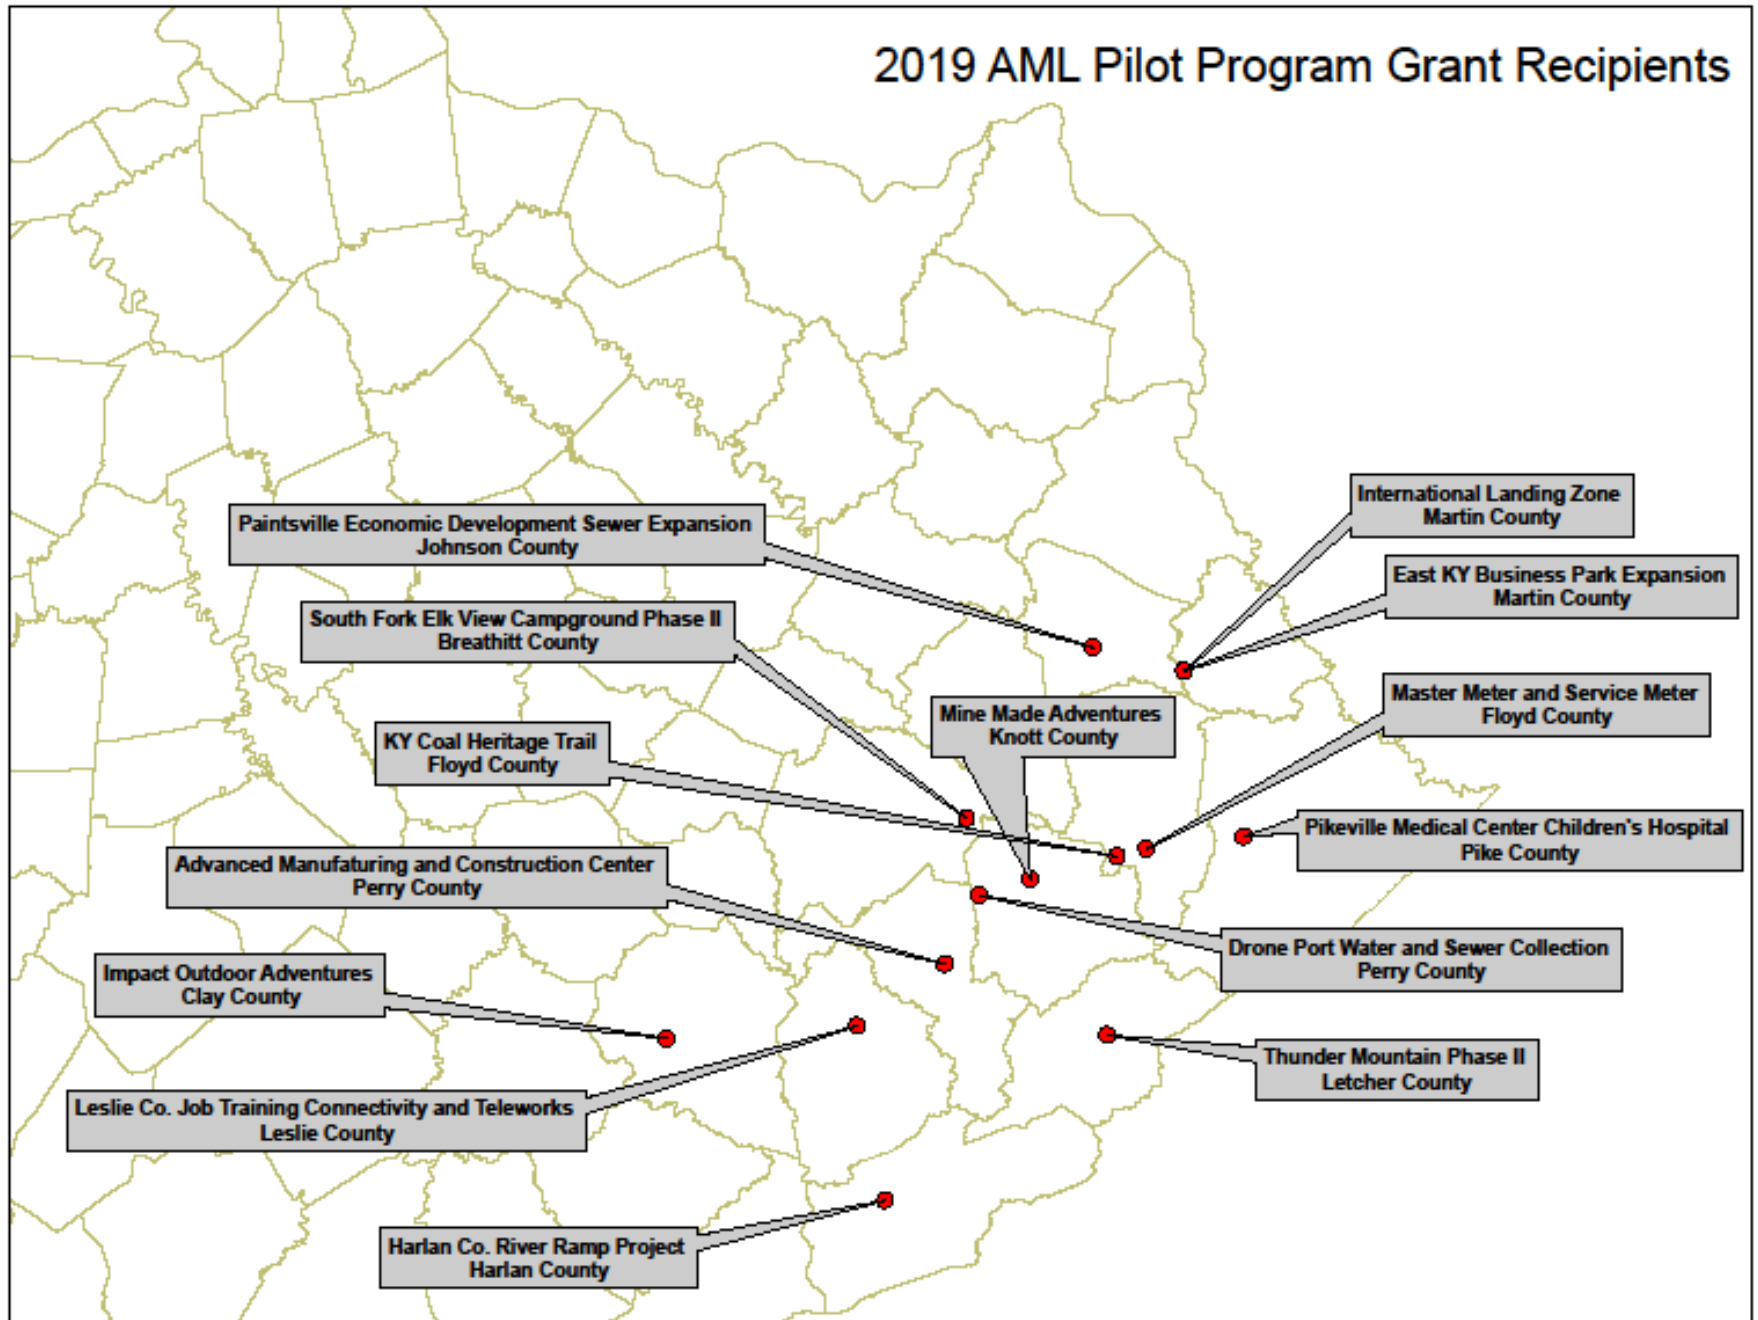 2019 AML Pilot Program Grant Recipients
International Landing Zone
Martin County
Paintsville Economic Development Sewer Expansion
Johnson County
East KY Business Park Expansion
Martin County
South Fork Elk View Campground Phase II
Breathitt County
Master Meter and Service Meter
Floyd County
Mine Made Adventures
Knott County
KY Coal Heritage Trail
Floyd County
Pikeville Medical Center Children's Hospital
Pike County
Advanced Manufaturing and Construction Center
Perry County
Drone Port Water and Sewer Collection
Perry County
Impact Outdoor Adventures
Clay County
Thunder Mountain Phase II
Letcher County
Leslie Co. Job Training Connectivity and Teleworks
Leslie County
Harlan Co. River Ramp Project
Harlan County